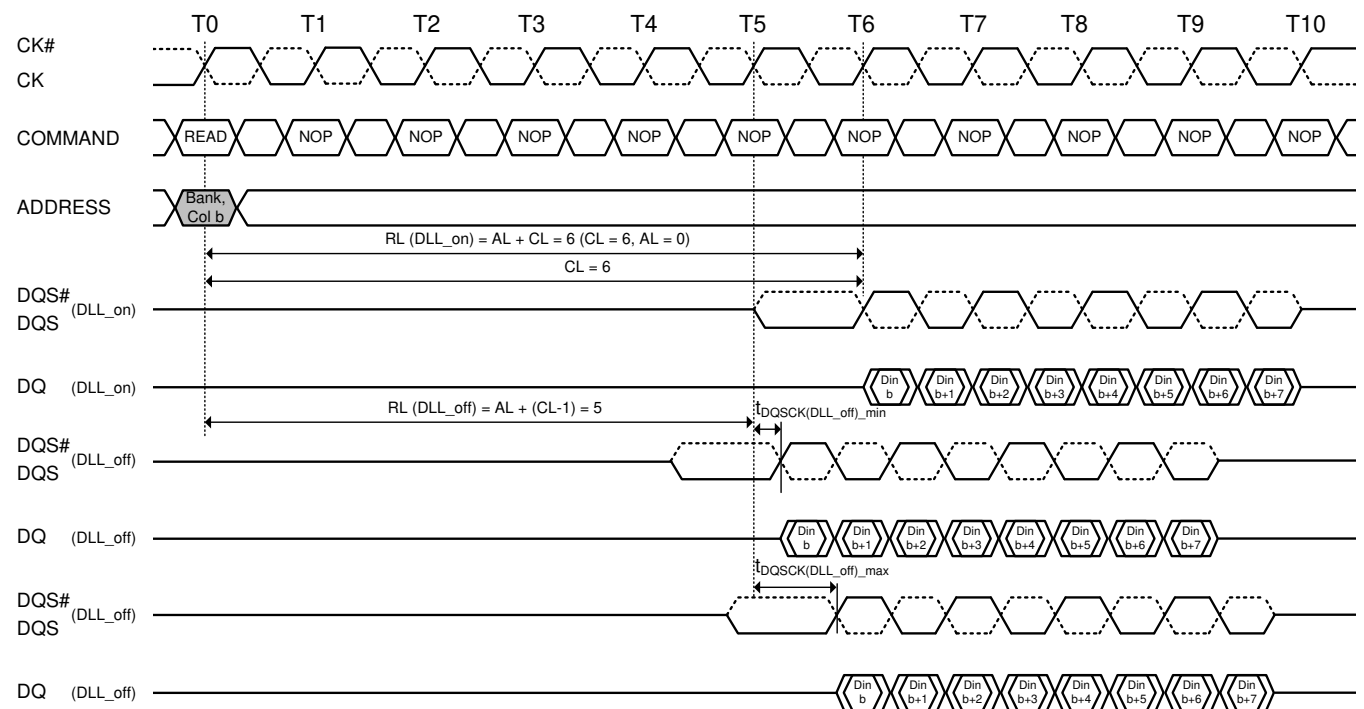 T0 T1 T2 T3 T4 T5 T6 T7 T8 T9 T10
CK#
CK
COMMAND READ NOP NOP NOP NOP NOP NOP NOP NOP NOP NOP
ADDRESS Bank,
Col b
RL (DLL_on) = AL + CL = 6 (CL = 6, AL = 0)
CL = 6
DQS# (DLL_on)
DQS
DQ (DLL_on) Din b Din b+1 Din b+2 Din b+3 Din b+4 Din b+5 Din b+6 Din b+7
RL (DLL_off) = AL + (CL-1) = 5
tDQSCK(DLL_off)_min
DQS# (DLL_off)
DQS
DQ (DLL_off) Din b Din b+1 Din b+2 Din b+3 Din b+4 Din b+5 Din b+6 Din b+7
tDQSCK(DLL_off)_max
DQS# (DLL_off)
DQS
DQ (DLL_off) Din b Din b+1 Din b+2 Din b+3 Din b+4 Din b+5 Din b+6 Din b+7